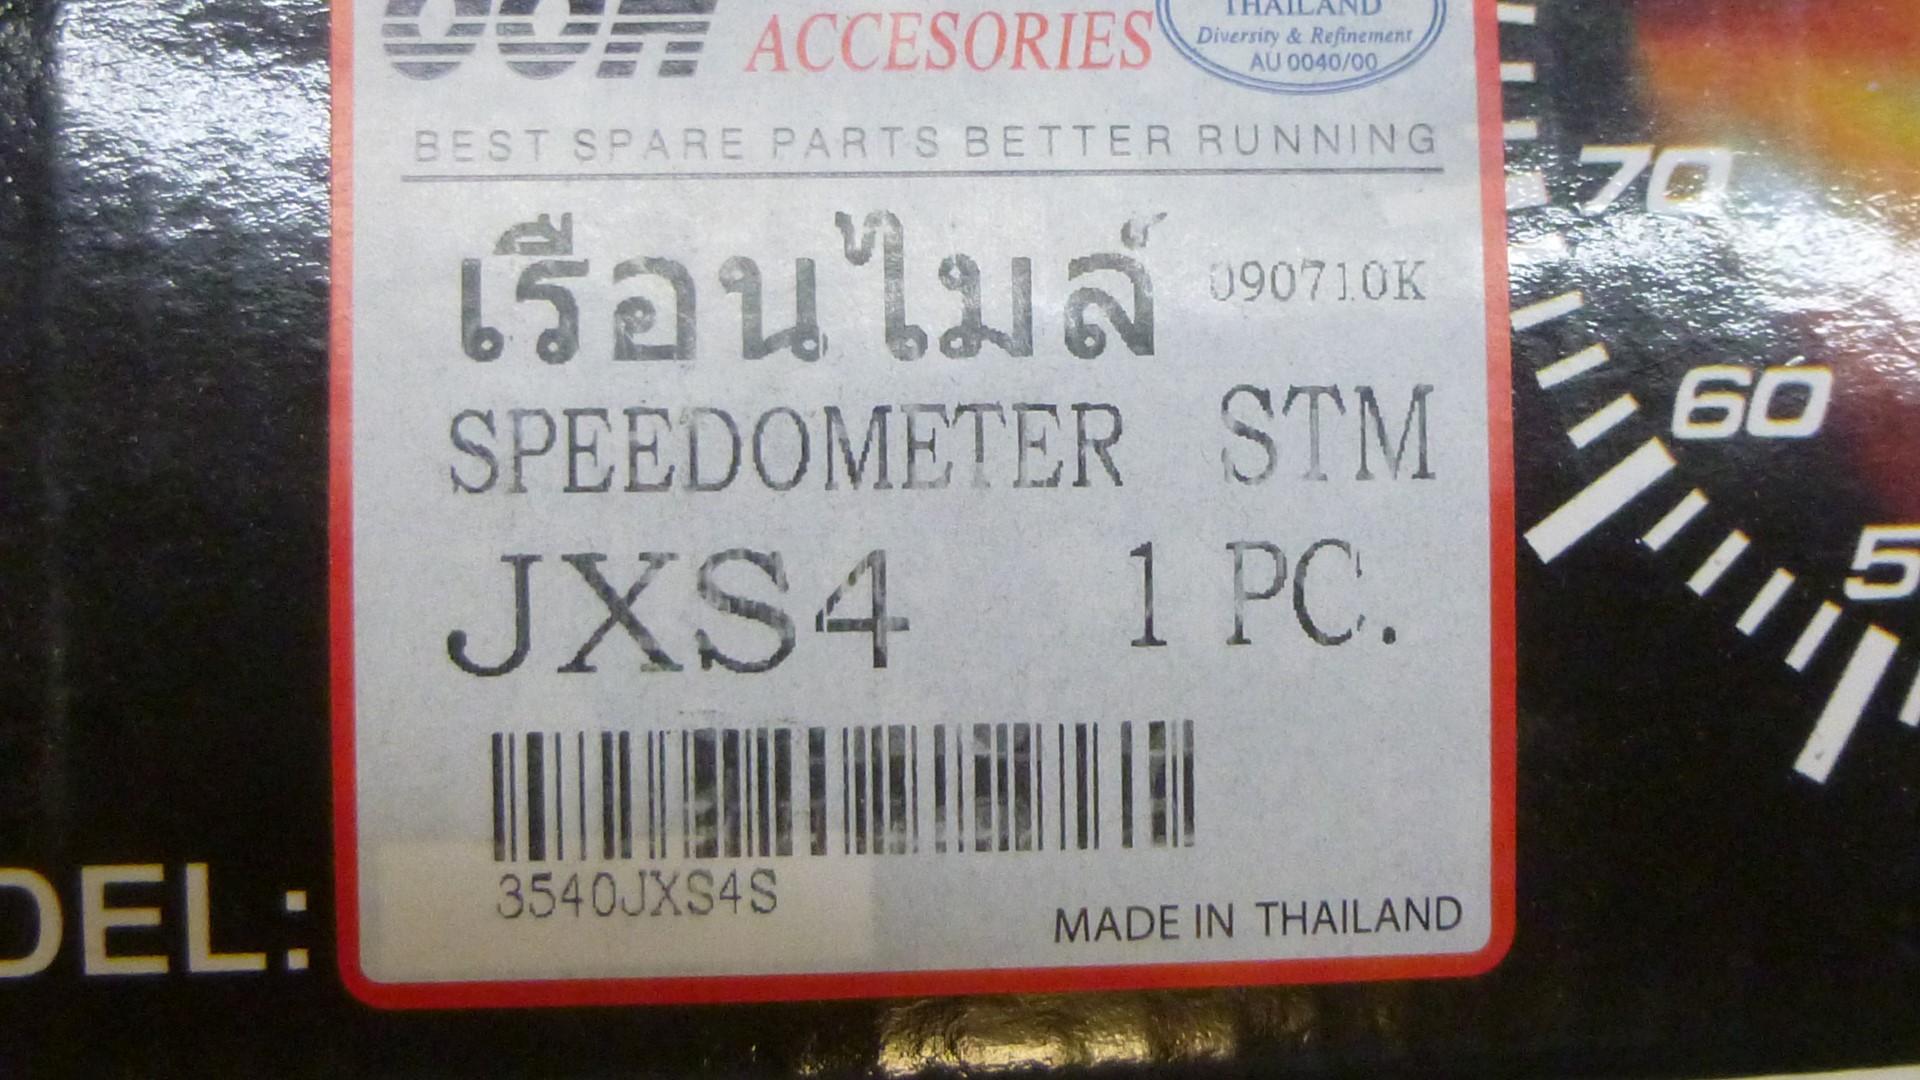 ACCESORIES
THAILAND
Diversity & Refinement
AU 0040/00
BEST SPARE PARTS BETTER RUNNING
เรือนไมล์ 090710K
SPEEDOMETER STM
JXS4 1 PC.
3540JXS4S
MADE IN THAILAND
DEL:
70
60
5